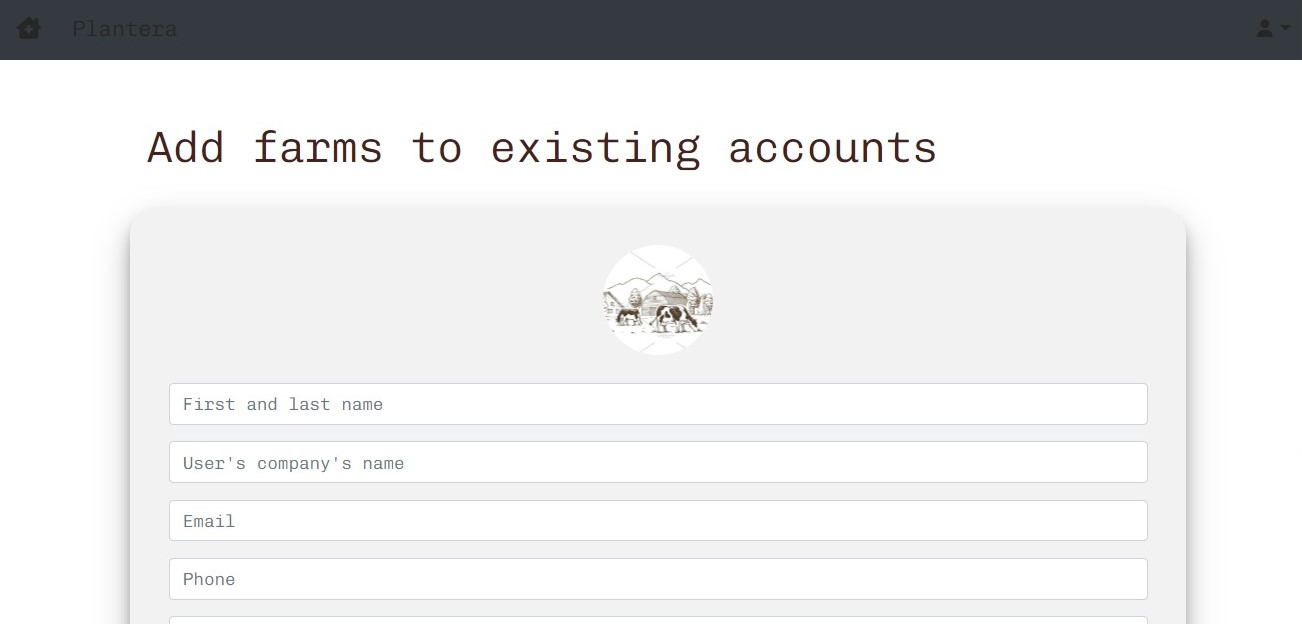 Plantera
Add farms to existing accounts
First and last name
User's company's name
Email
Phone